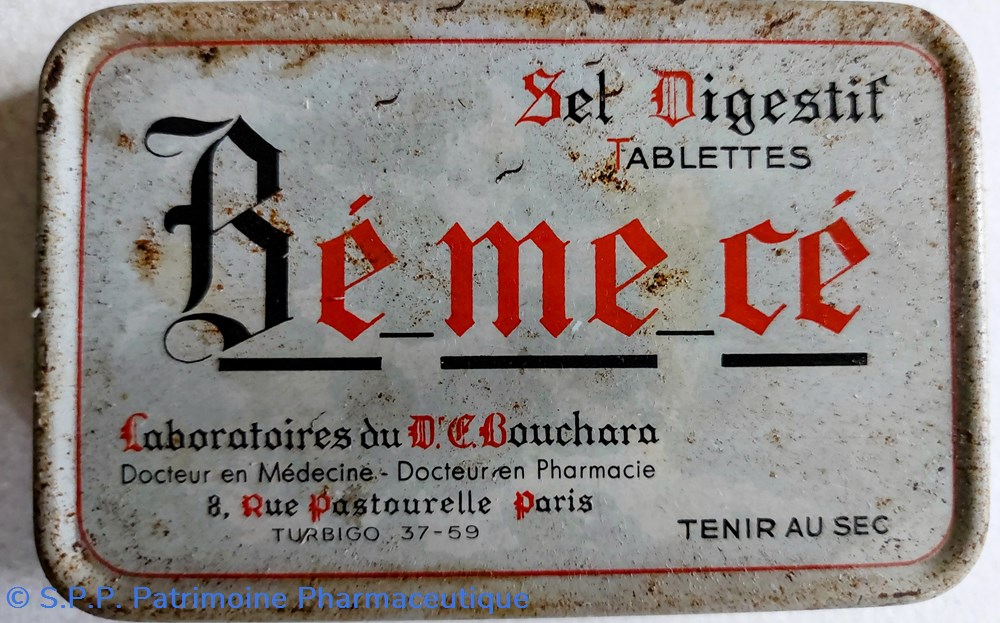 Sel Digestif
TABLETTES
Bé_me_cé
Laboratoires du Dr. E. Bouchara
Docteur en Médecine - Docteur en Pharmacie
8, Rue Pastourelle Paris
TURBIGO 37-59
TENIR AU SEC
© S.P.P. Patrimoine Pharmaceutique